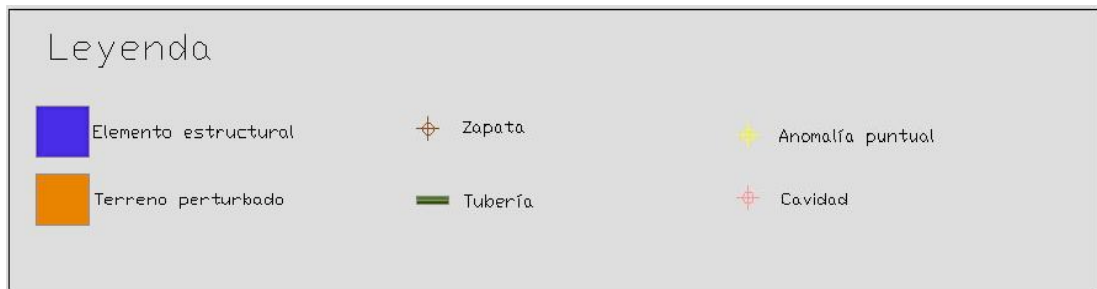 Leyenda
Elemento estructural
Zapata
Anomalía puntual
Terreno perturbado
Tubería
Cavidad